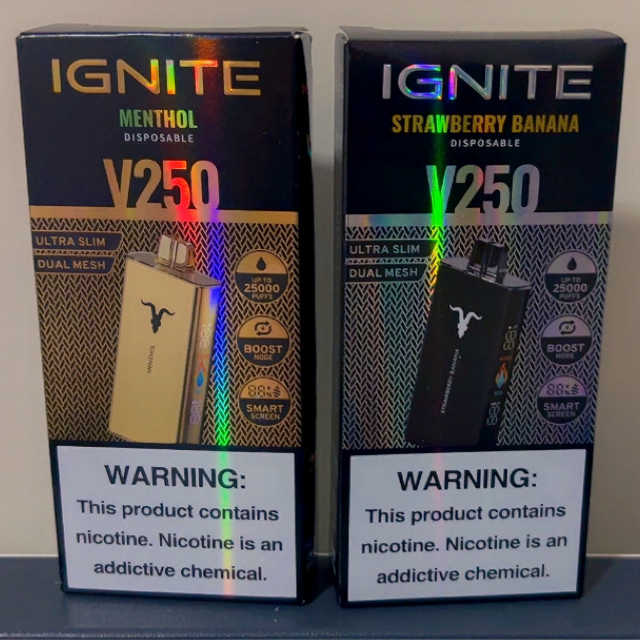 IGNITE
MENTHOL
DISPOSABLE
V250
ULTRA SLIM
DUAL MESH
UP TO
25000
PUFFS
BOOST
MODE
SMART
SCREEN
MENTHOL
WARNING:
This product contains
nicotine. Nicotine is an
addictive chemical.
IGNITE
STRAWBERRY BANANA
DISPOSABLE
V250
ULTRA SLIM
DUAL MESH
UP TO
25000
PUFFS
BOOST
MODE
SMART
SCREEN
STRAWBERRY BANANA
WARNING:
This product contains
nicotine. Nicotine is an
addictive chemical.